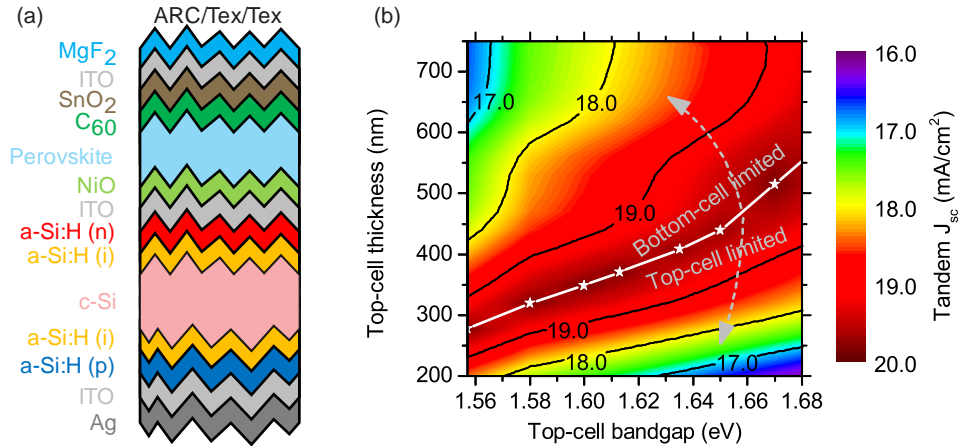 (a)
ARC/Tex/Tex
MgF₂
ITO
SnO₂
C₆₀
Perovskite
NiO
ITO
a-Si:H (n)
a-Si:H (i)
c-Si
a-Si:H (i)
a-Si:H (p)
ITO
Ag
(b)
Top-cell thickness (nm)
700
600
500
400
300
200
17.0
18.0
19.0
Bottom-cell limited
Top-cell limited
19.0
18.0
17.0
1.56 1.58 1.60 1.62 1.64 1.66 1.68
Top-cell bandgap (eV)
16.0
17.0
18.0
19.0
20.0
Tandem Jsc (mA/cm²)